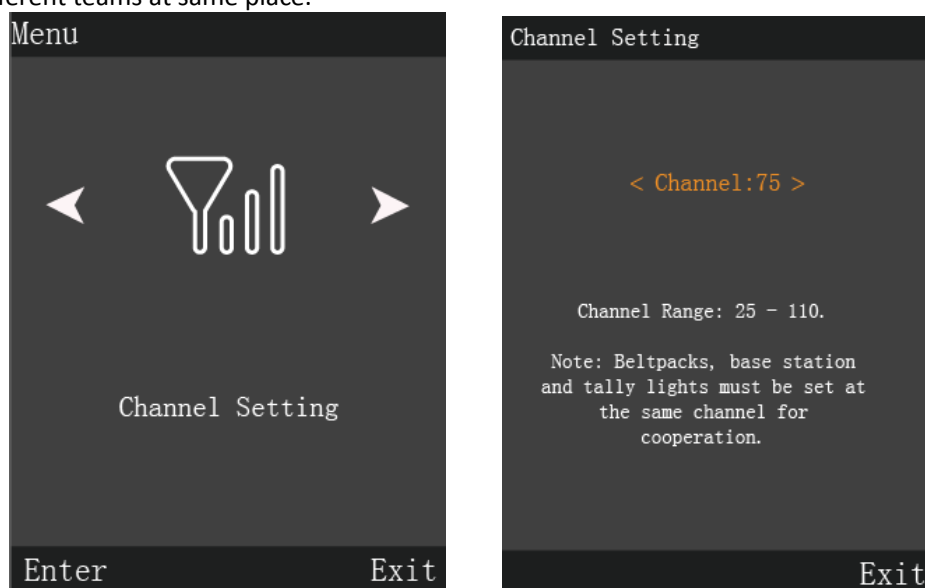 erent teams at same place.
Menu
Channel Setting
Enter Exit
Channel Setting
< Channel:75 >
Channel Range: 25 - 110.
Note: Beltpacks, base station
and tally lights must be set at
the same channel for
cooperation.
Exit